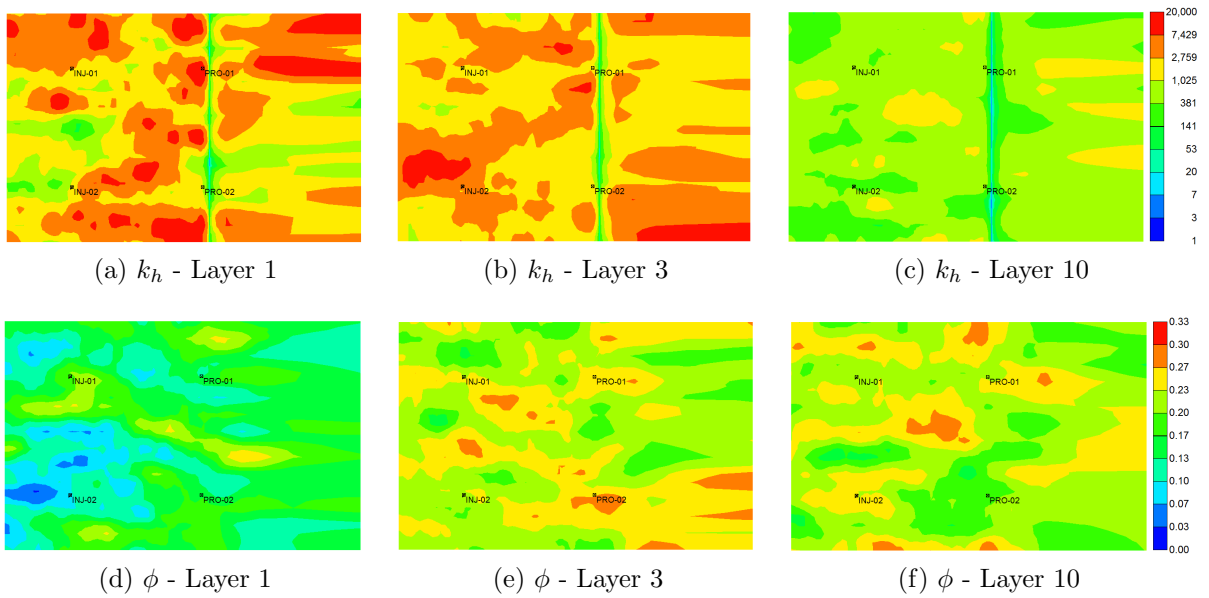 INJ-01
PRO-01
INJ-02
PRO-02
INJ-01
PRO-01
INJ-02
PRO-02
INJ-01
PRO-01
INJ-02
PRO-02
20,000
7,429
2,759
1,025
381
141
53
20
7
3
1
(a) kₕ - Layer 1
(b) kₕ - Layer 3
(c) kₕ - Layer 10
INJ-01
PRO-01
INJ-02
PRO-02
INJ-01
PRO-01
INJ-02
PRO-02
INJ-01
PRO-01
INJ-02
PRO-02
0.33
0.30
0.27
0.23
0.20
0.17
0.13
0.10
0.07
0.03
0.00
(d) ϕ - Layer 1
(e) ϕ - Layer 3
(f) ϕ - Layer 10